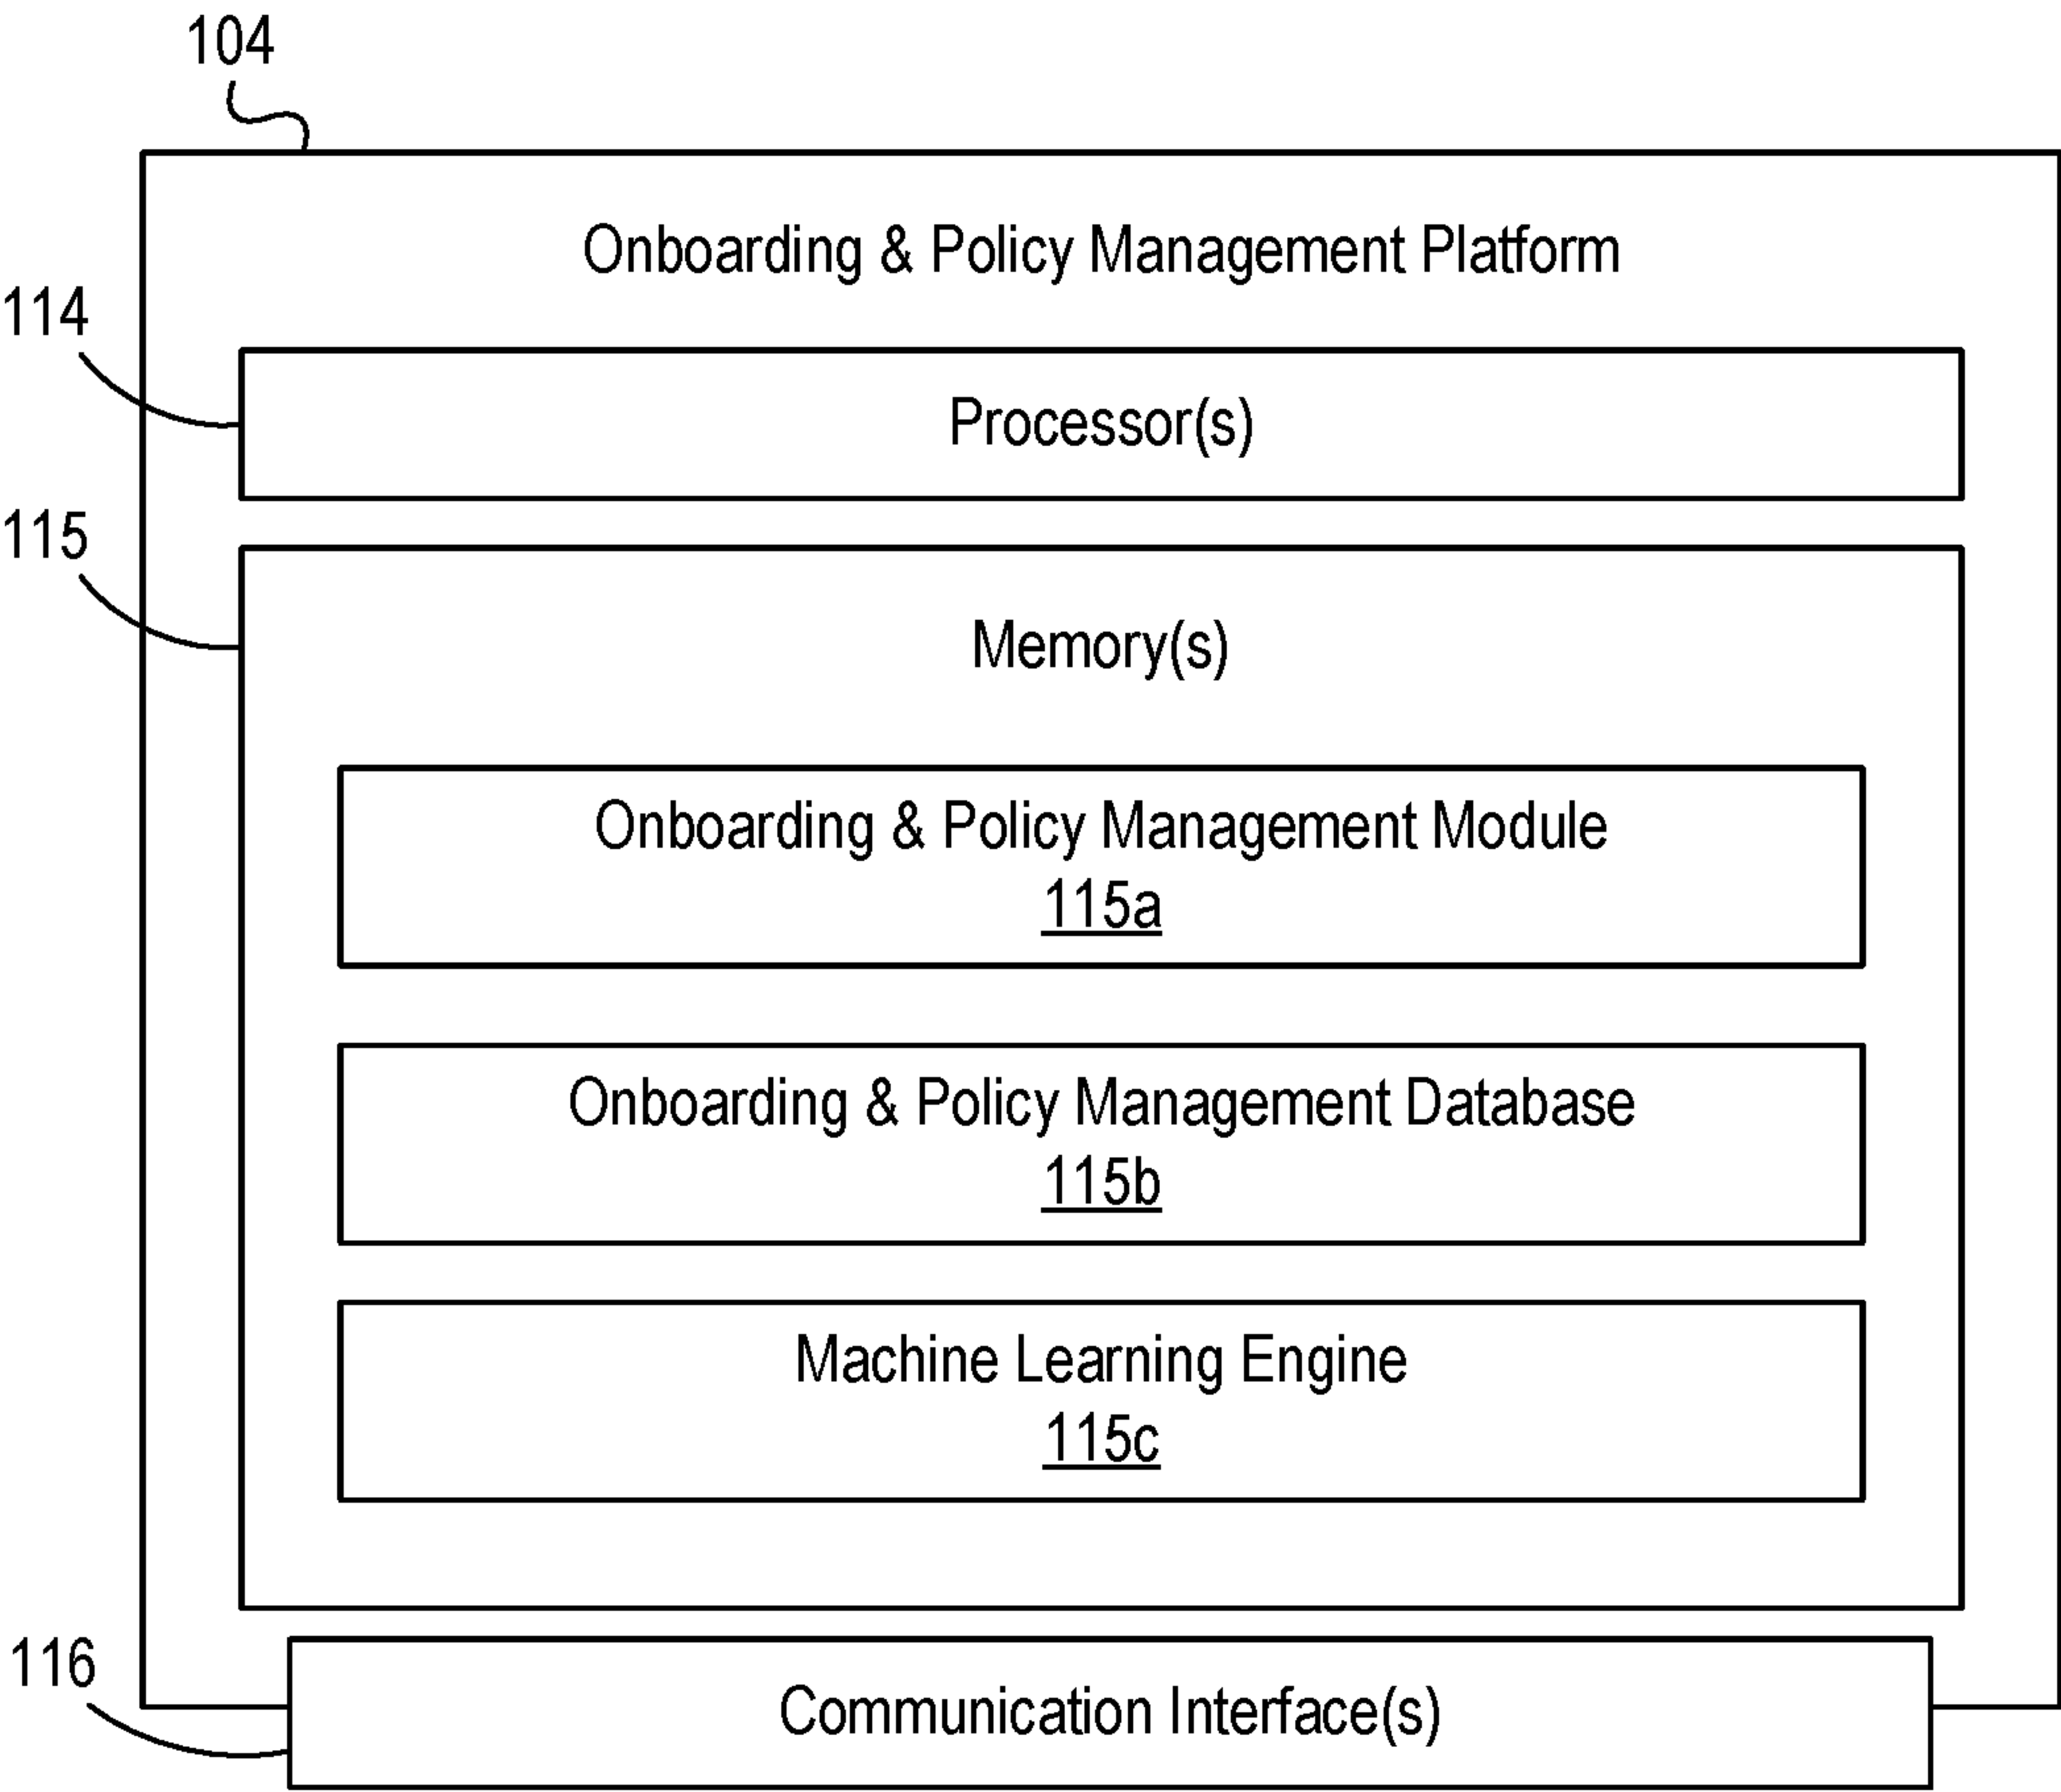 104
Onboarding & Policy Management Platform
114
Processor(s)
115
Memory(s)
Onboarding & Policy Management Module
115a
Onboarding & Policy Management Database
115b
Machine Learning Engine
115c
116
Communication Interface(s)